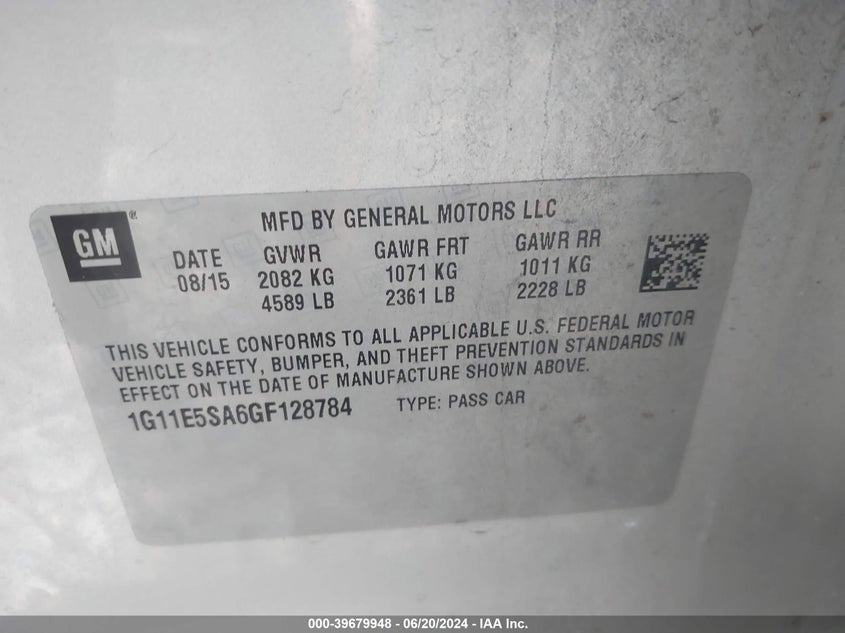 GM
MFD BY GENERAL MOTORS LLC
DATE GVWR GAWR FRT GAWR RR
08/15 2082 KG 1071 KG 1011 KG
4589 LB 2361 LB 2228 LB
THIS VEHICLE CONFORMS TO ALL APPLICABLE U.S. FEDERAL MOTOR
VEHICLE SAFETY, BUMPER, AND THEFT PREVENTION STANDARDS IN
EFFECT ON THE DATE OF MANUFACTURE SHOWN ABOVE.
1G11E5SA6GF128784 TYPE: PASS CAR
000-39679948 - 06/20/2024 - IAA Inc.